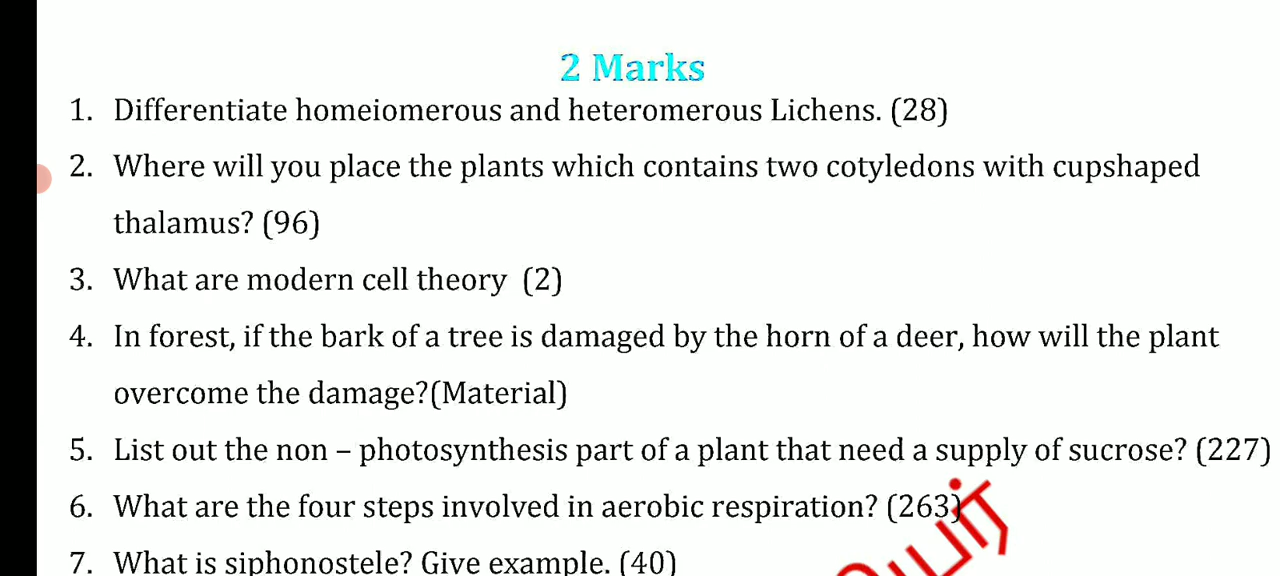 2 Marks
1. Differentiate homeiomerous and heteromerous Lichens. (28)
2. Where will you place the plants which contains two cotyledons with cupshaped
thalamus? (96)
3. What are modern cell theory (2)
4. In forest, if the bark of a tree is damaged by the horn of a deer, how will the plant
overcome the damage?(Material)
5. List out the non – photosynthesis part of a plant that need a supply of sucrose? (227)
6. What are the four steps involved in aerobic respiration? (263)
7. What is siphonostele? Give example. (40)